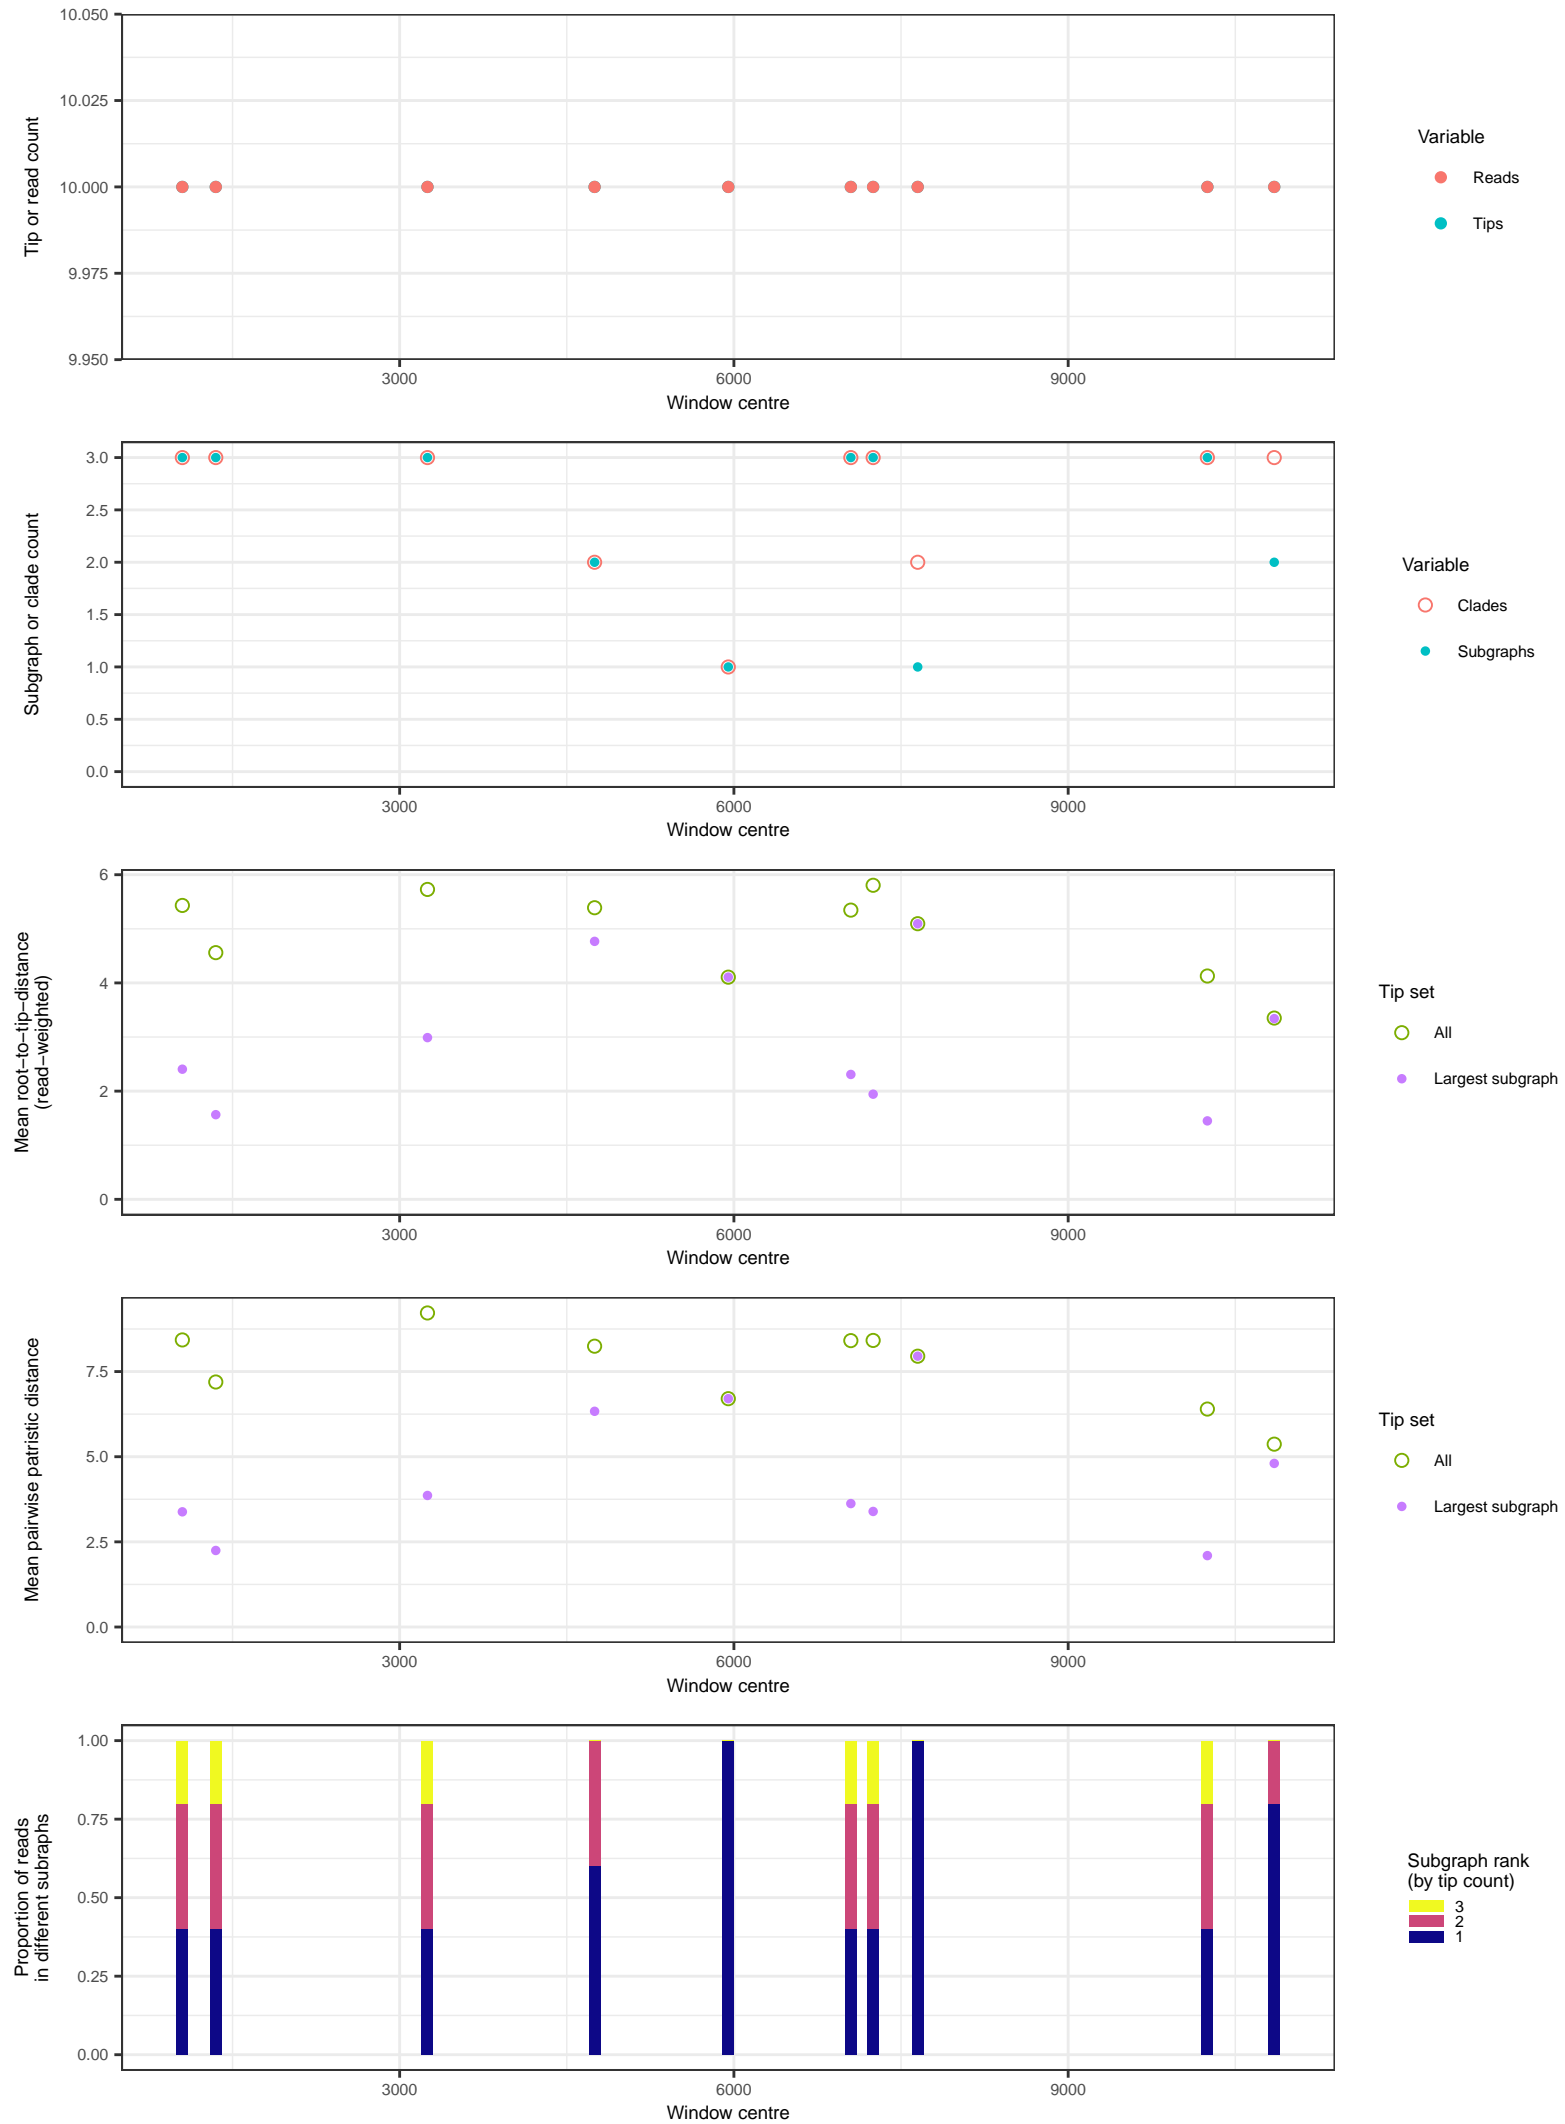 10.050
10.025
10.000
9.975
9.950
Tip or read count
3000
6000
9000
Window centre
Variable
Reads
Tips
3.0
2.5
2.0
1.5
1.0
0.5
0.0
Subgraph or clade count
3000
6000
9000
Window centre
Variable
Clades
Subgraphs
6
4
2
0
Mean root−to−tip−distance
(read−weighted)
3000
6000
9000
Window centre
Tip set
All
Largest subgraph
7.5
5.0
2.5
0.0
Mean pairwise patristic distance
3000
6000
9000
Window centre
Tip set
All
Largest subgraph
1.00
0.75
0.50
0.25
0.00
Proportion of reads
in different subraphs
3000
6000
9000
Window centre
Subgraph rank
(by tip count)
3
2
1